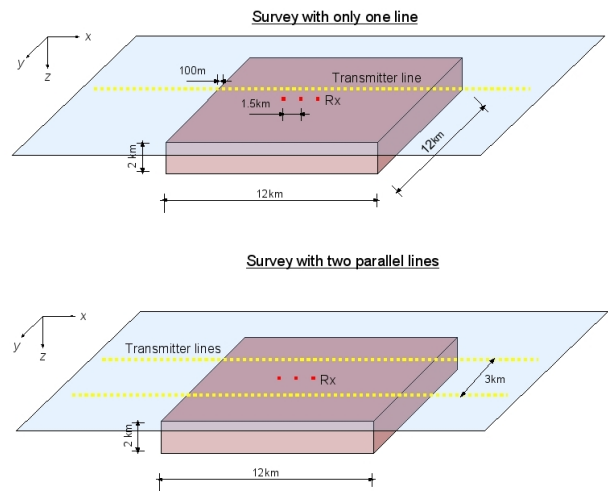 Survey with only one line
x
y
z
100m
Transmitter line
1.5km
Rx
2 km
12km
12km
Survey with two parallel lines
x
y
z
Transmitter lines
Rx
3km
2 km
12km